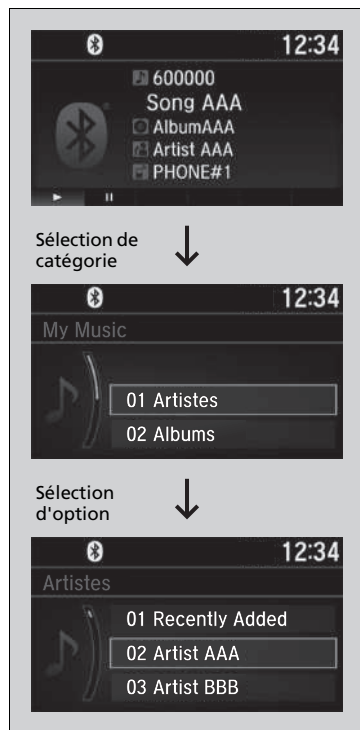 12:34
600000
Song AAA
AlbumAAA
Artist AAA
PHONE#1
Sélection de
catégorie
12:34
My Music
01 Artistes
02 Albums
Sélection
d'option
12:34
Artistes
01 Recently Added
02 Artist AAA
03 Artist BBB